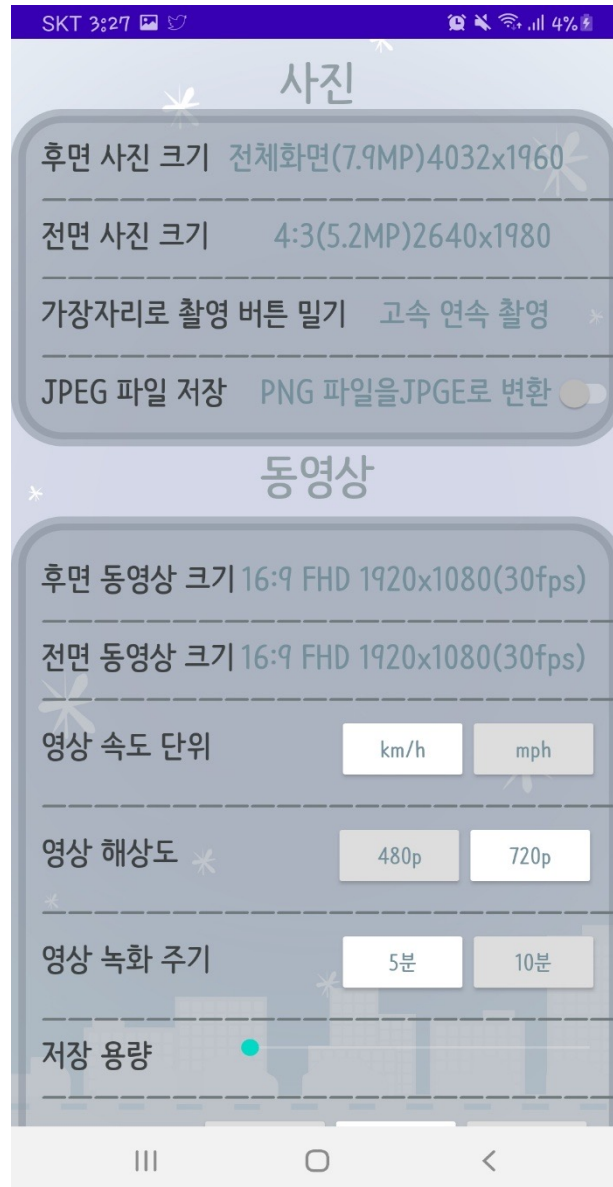 SKT 3:27 4%
사진
후면 사진 크기 전체화면(7.9MP)4032x1960
전면 사진 크기 4:3(5.2MP)2640x1980
가장자리로 촬영 버튼 밀기 고속 연속 촬영
JPEG 파일 저장 PNG 파일을JPGE로 변환
동영상
후면 동영상 크기 16:9 FHD 1920x1080(30fps)
전면 동영상 크기 16:9 FHD 1920x1080(30fps)
영상 속도 단위 km/h mph
영상 해상도 480p 720p
영상 녹화 주기 5분 10분
저장 용량